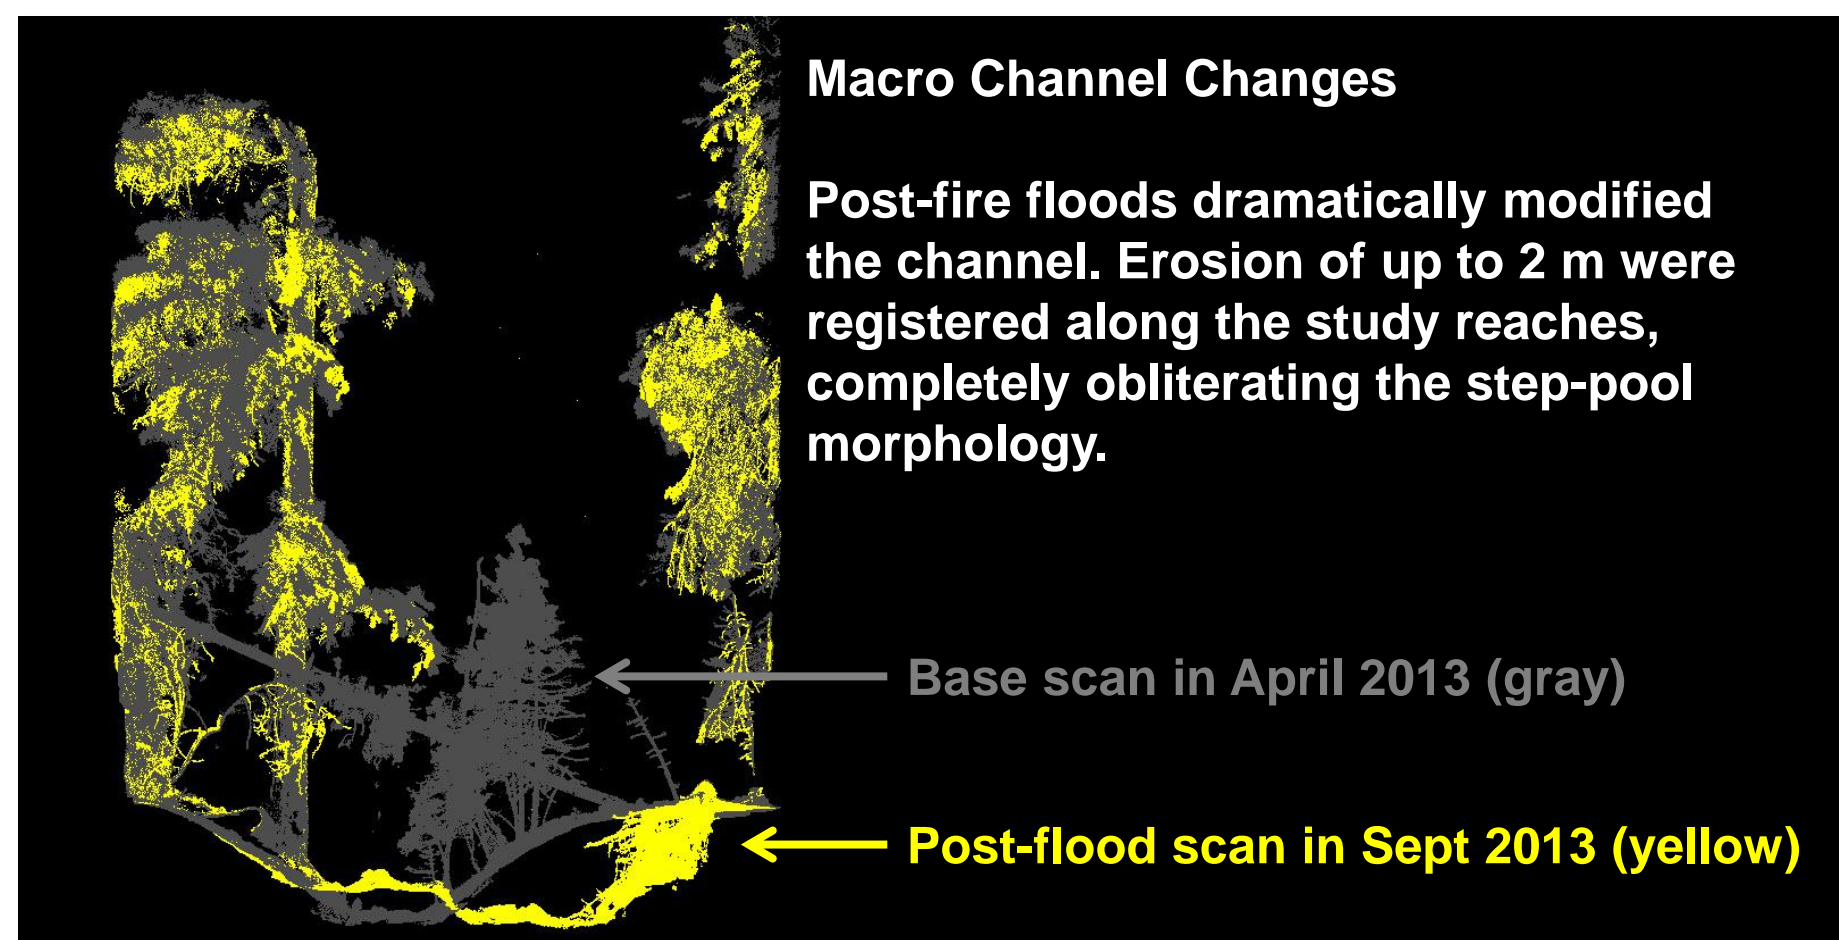 Macro Channel Changes
Post-fire floods dramatically modified
the channel. Erosion of up to 2 m were
registered along the study reaches,
completely obliterating the step-pool
morphology.
Base scan in April 2013 (gray)
Post-flood scan in Sept 2013 (yellow)